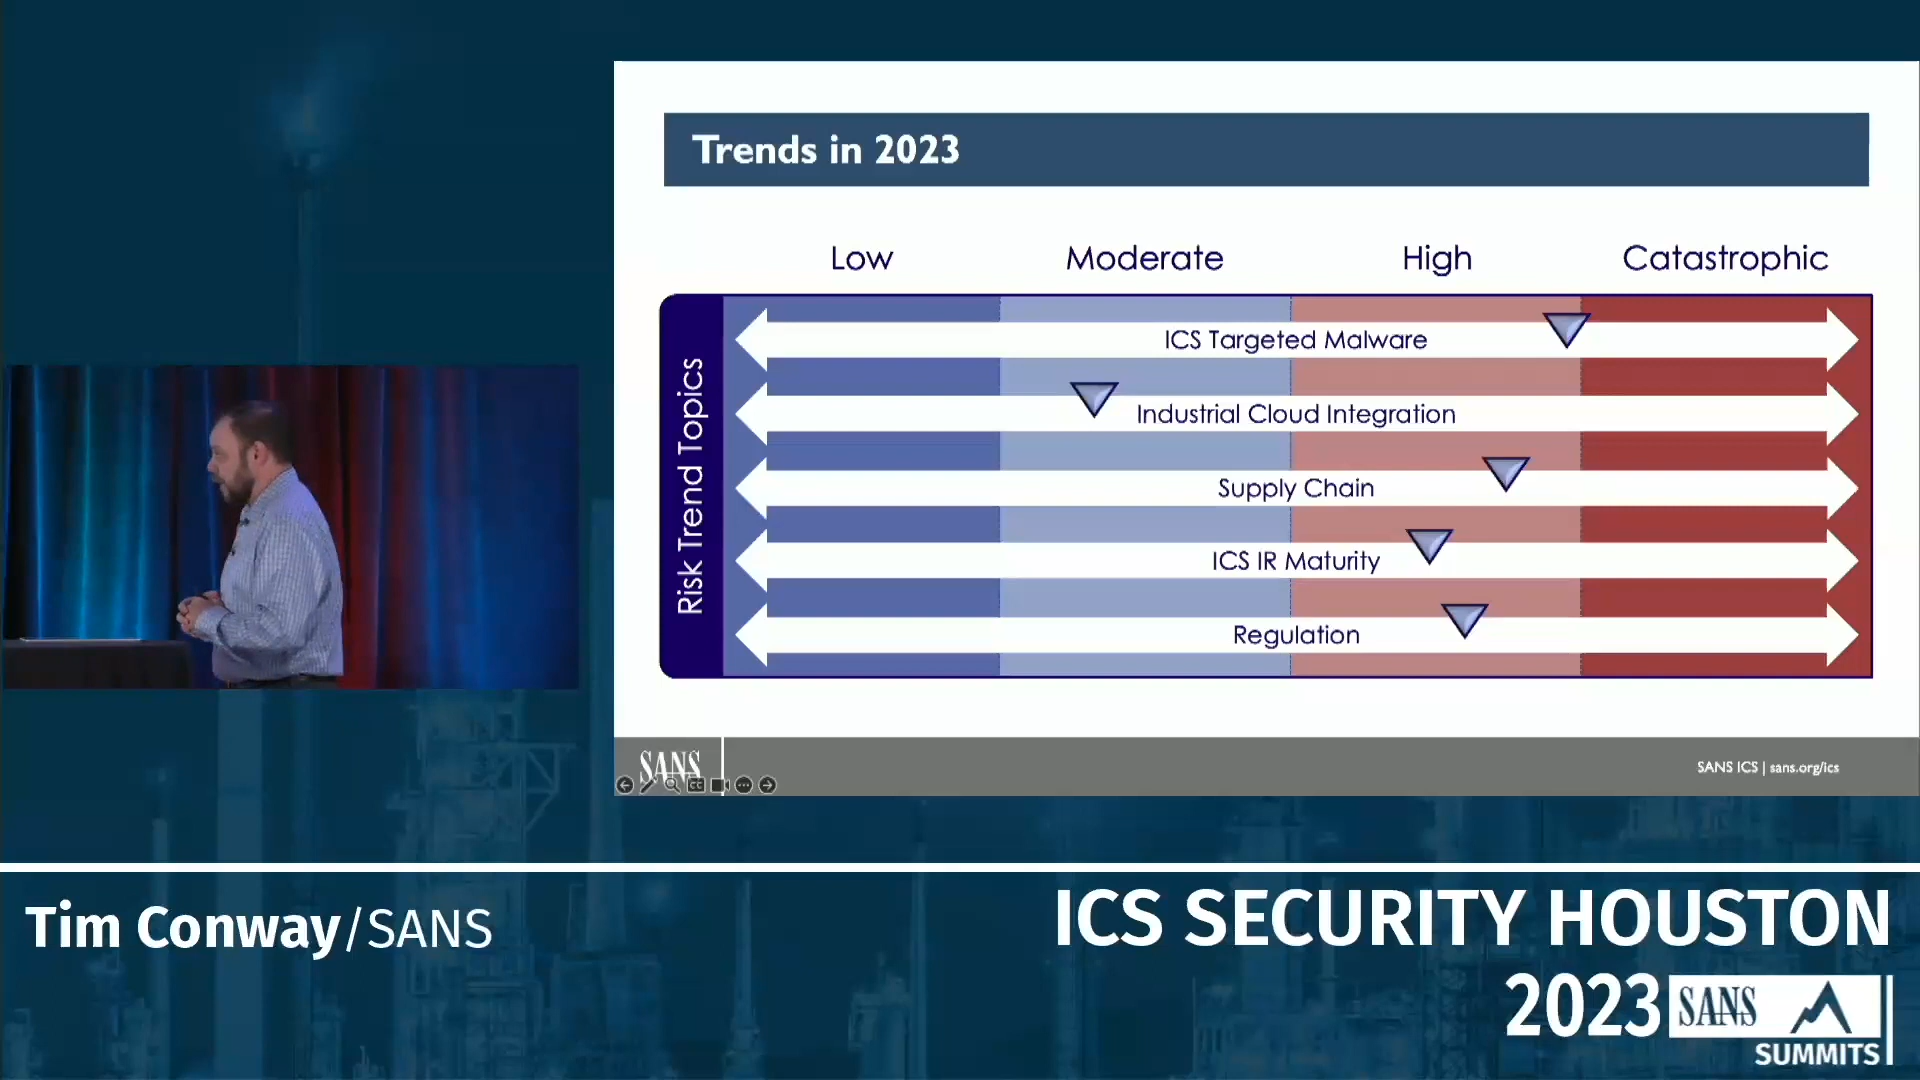 Trends in 2023
Low Moderate High Catastrophic
Risk Trend Topics
ICS Targeted Malware
Industrial Cloud Integration
Supply Chain
ICS IR Maturity
Regulation
SANS
SANS ICS | sans.org/ics
Tim Conway/SANS
ICS SECURITY HOUSTON
2023
SANS
SUMMITS